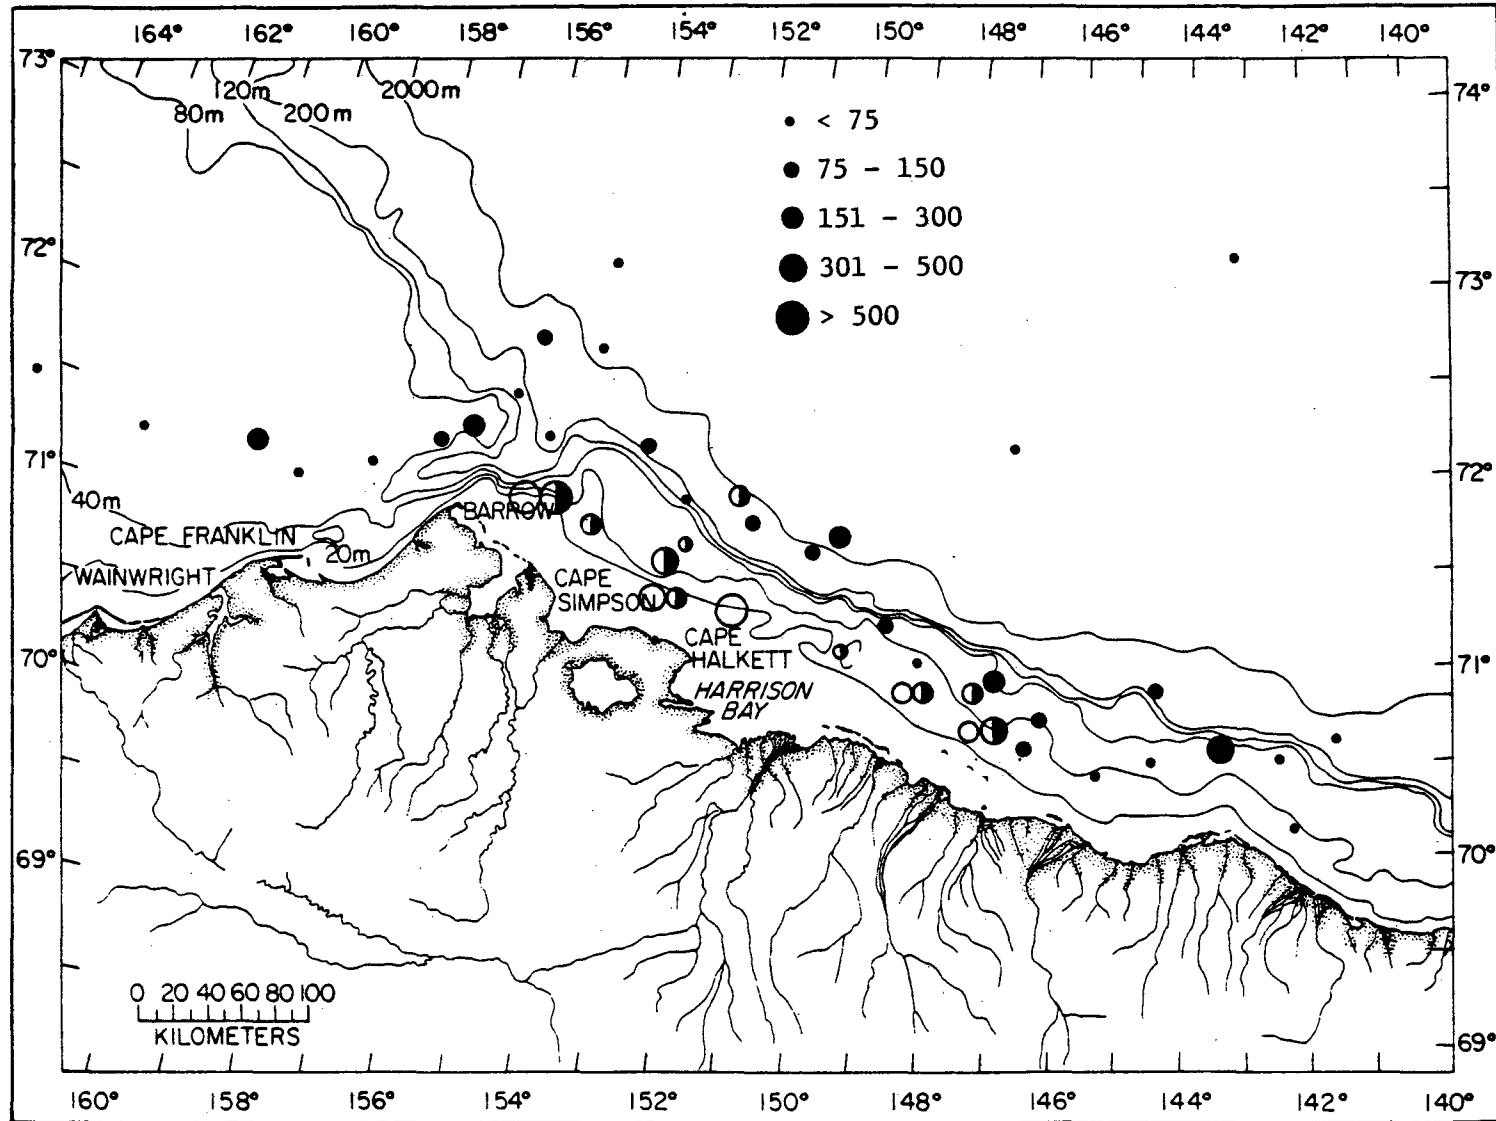 164° 162° 160° 158° 156° 154° 152° 150° 148° 146° 144° 142° 140°
73°
74°
120m
2000m
80m
200m
< 75
75 - 150
151 - 300
301 - 500
> 500
72°
73°
71°
72°
40m
BARROW
CAPE FRANKLIN
20m
WAINWRIGHT
CAPE
SIMPSON
CAPE
HALKETT
70°
71°
HARRISON
BAY
69°
70°
0 20 40 60 80 100
KILOMETERS
69°
160° 158° 156° 154° 152° 150° 148° 146° 144° 142° 140°